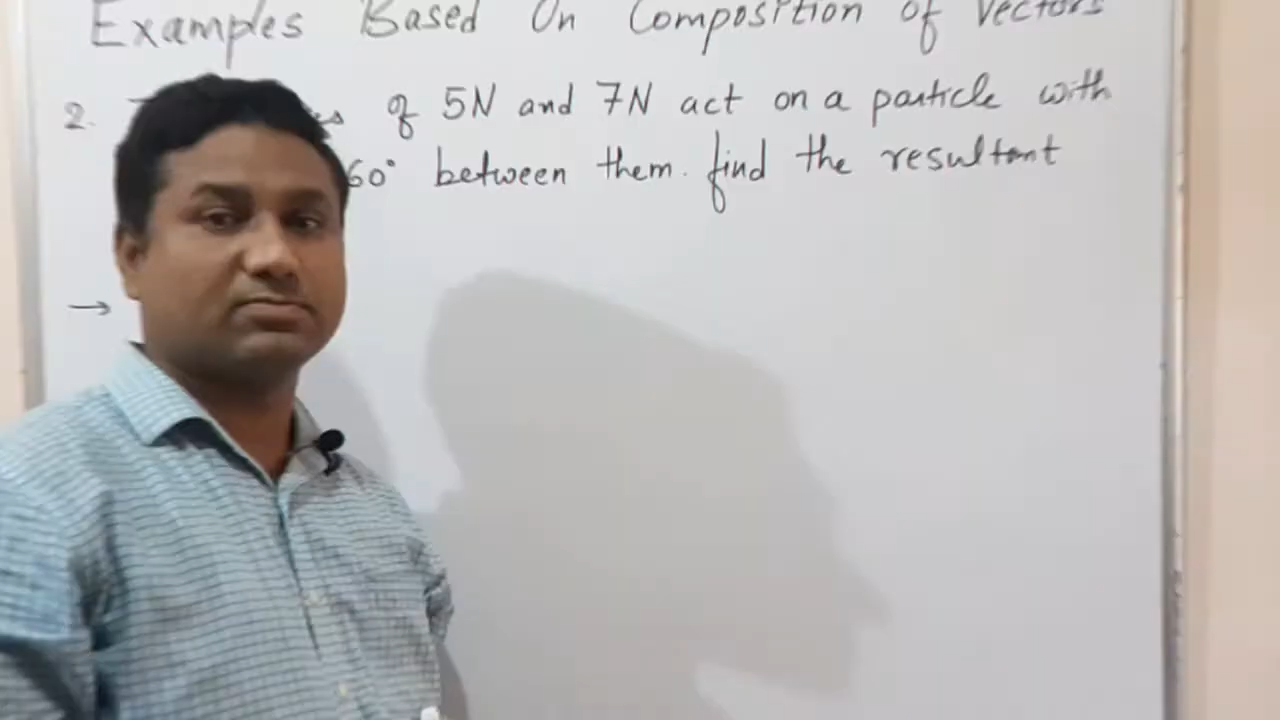 Examples Based On Composition of Vectors
2. of 5N and 7N act on a particle with
60° between them. find the resultant
→